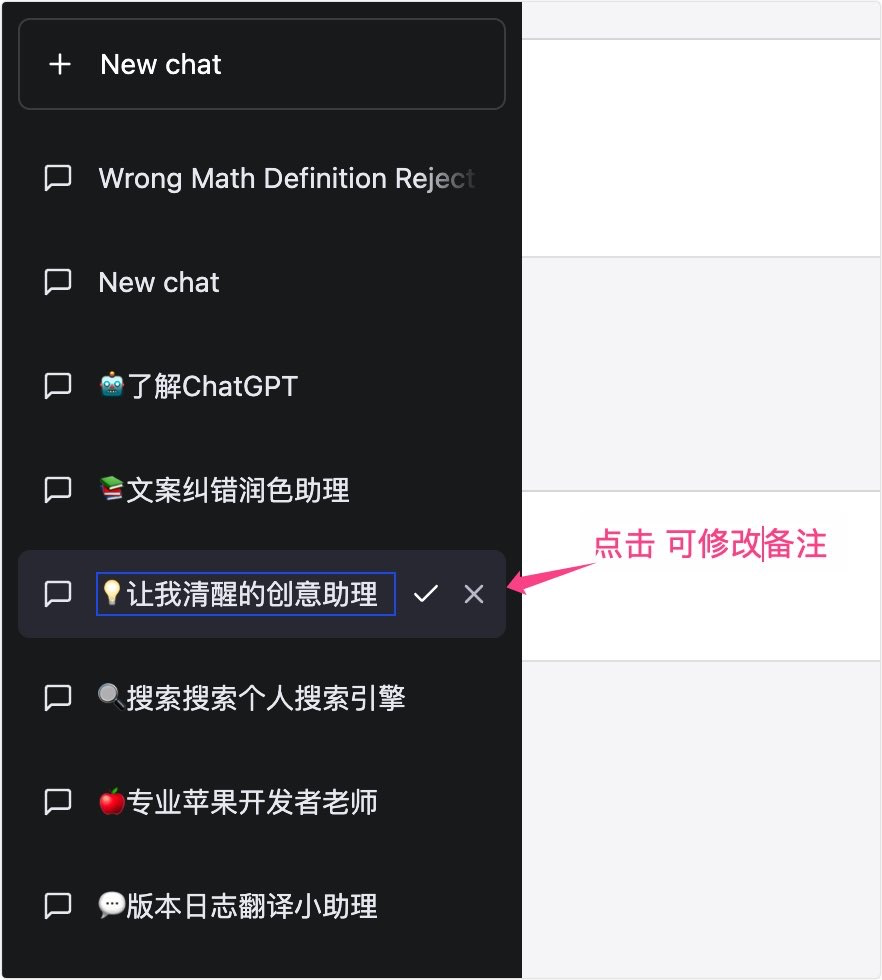 New chat
Wrong Math Definition Reject
New chat
🤖了解ChatGPT
📚文案纠错润色助理
点击 可修改备注
💡让我清醒的创意助理
🔍搜索搜索个人搜索引擎
🍎专业苹果开发者老师
💬版本日志翻译小助理